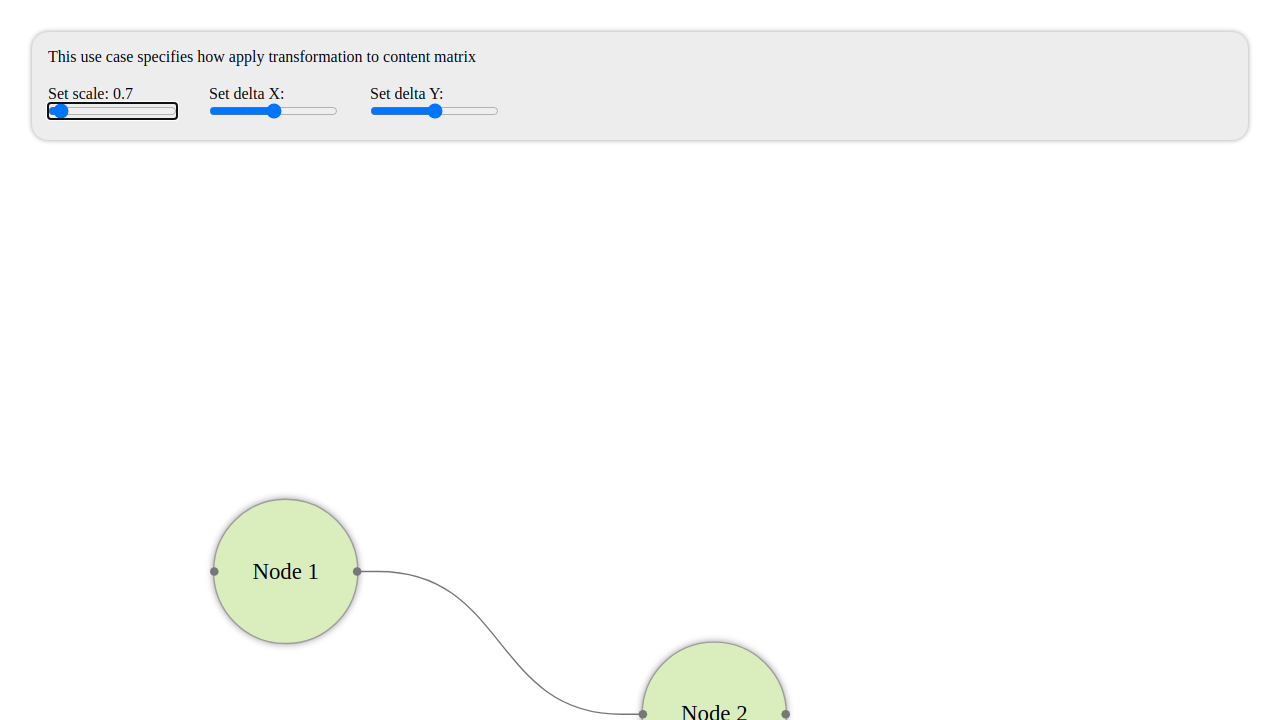 This use case specifies how apply transformation to content matrix
Set scale: 0.7 Set delta X: Set delta Y:
Node 1
Node 2